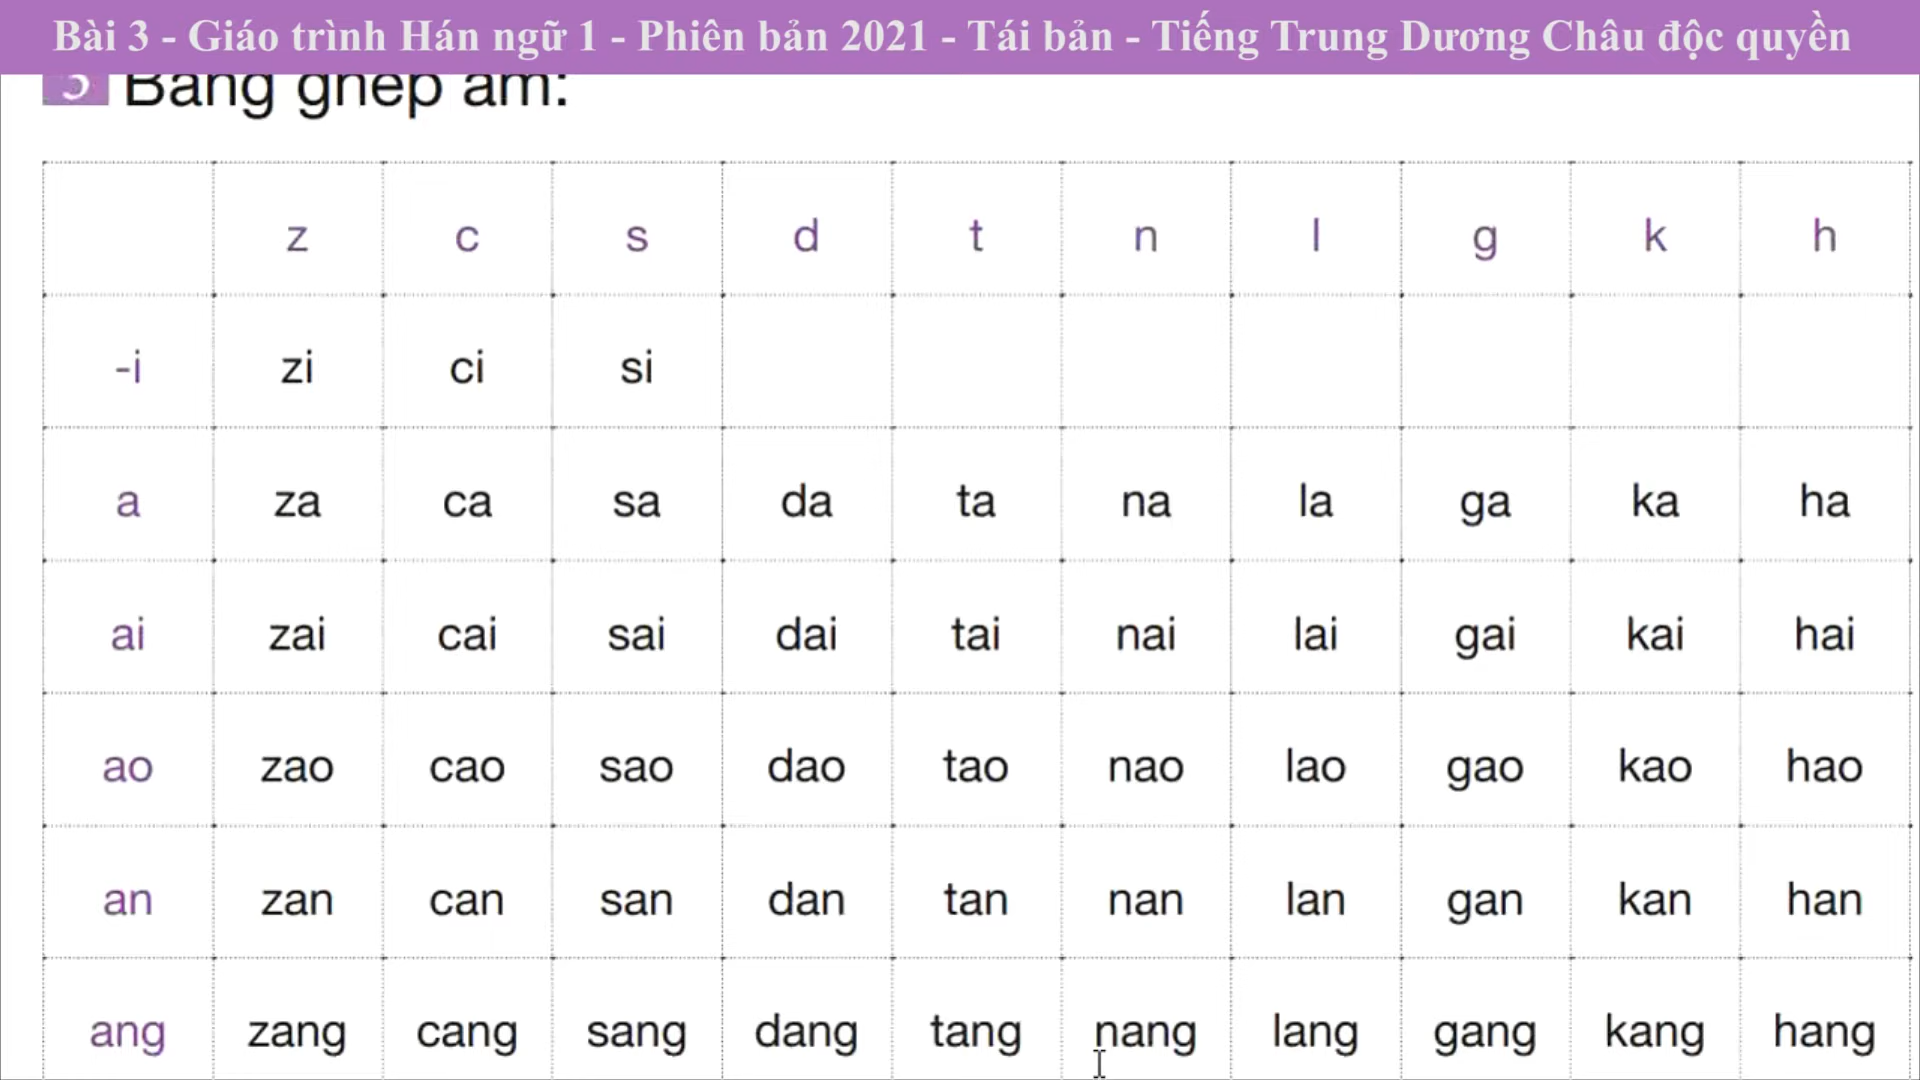 Bài 3 - Giáo trình Hán ngữ 1 - Phiên bản 2021 - Tái bản - Tiếng Trung Dương Châu độc quyền
3 Bảng ghép âm:
z c s d t n l g k h
-i zi ci si
a za ca sa da ta na la ga ka ha
ai zai cai sai dai tai nai lai gai kai hai
ao zao cao sao dao tao nao lao gao kao hao
an zan can san dan tan nan lan gan kan han
ang zang cang sang dang tang nang lang gang kang hang